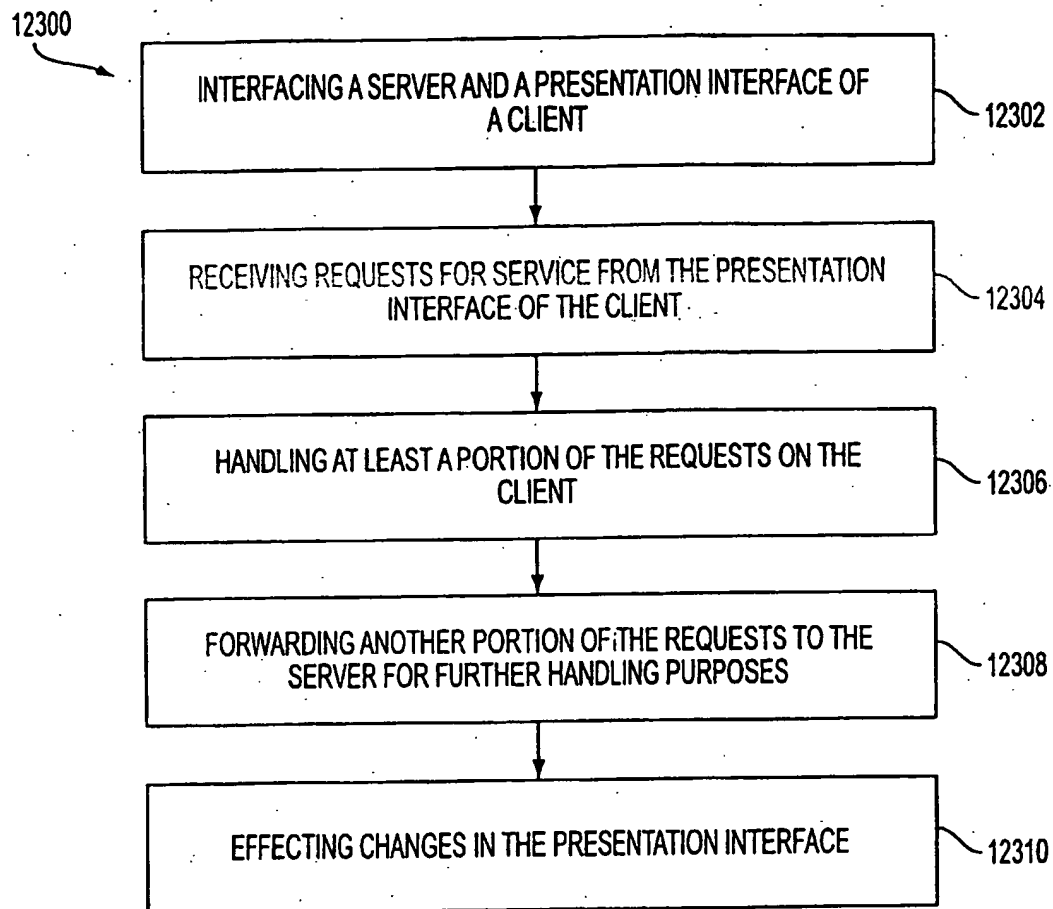 12300
INTERFACING A SERVER AND A PRESENTATION INTERFACE OF
A CLIENT
12302
RECEIVING REQUESTS FOR SERVICE FROM THE PRESENTATION
INTERFACE OF THE CLIENT
12304
HANDLING AT LEAST A PORTION OF THE REQUESTS ON THE
CLIENT
12306
FORWARDING ANOTHER PORTION OF THE REQUESTS TO THE
SERVER FOR FURTHER HANDLING PURPOSES
12308
EFFECTING CHANGES IN THE PRESENTATION INTERFACE
12310